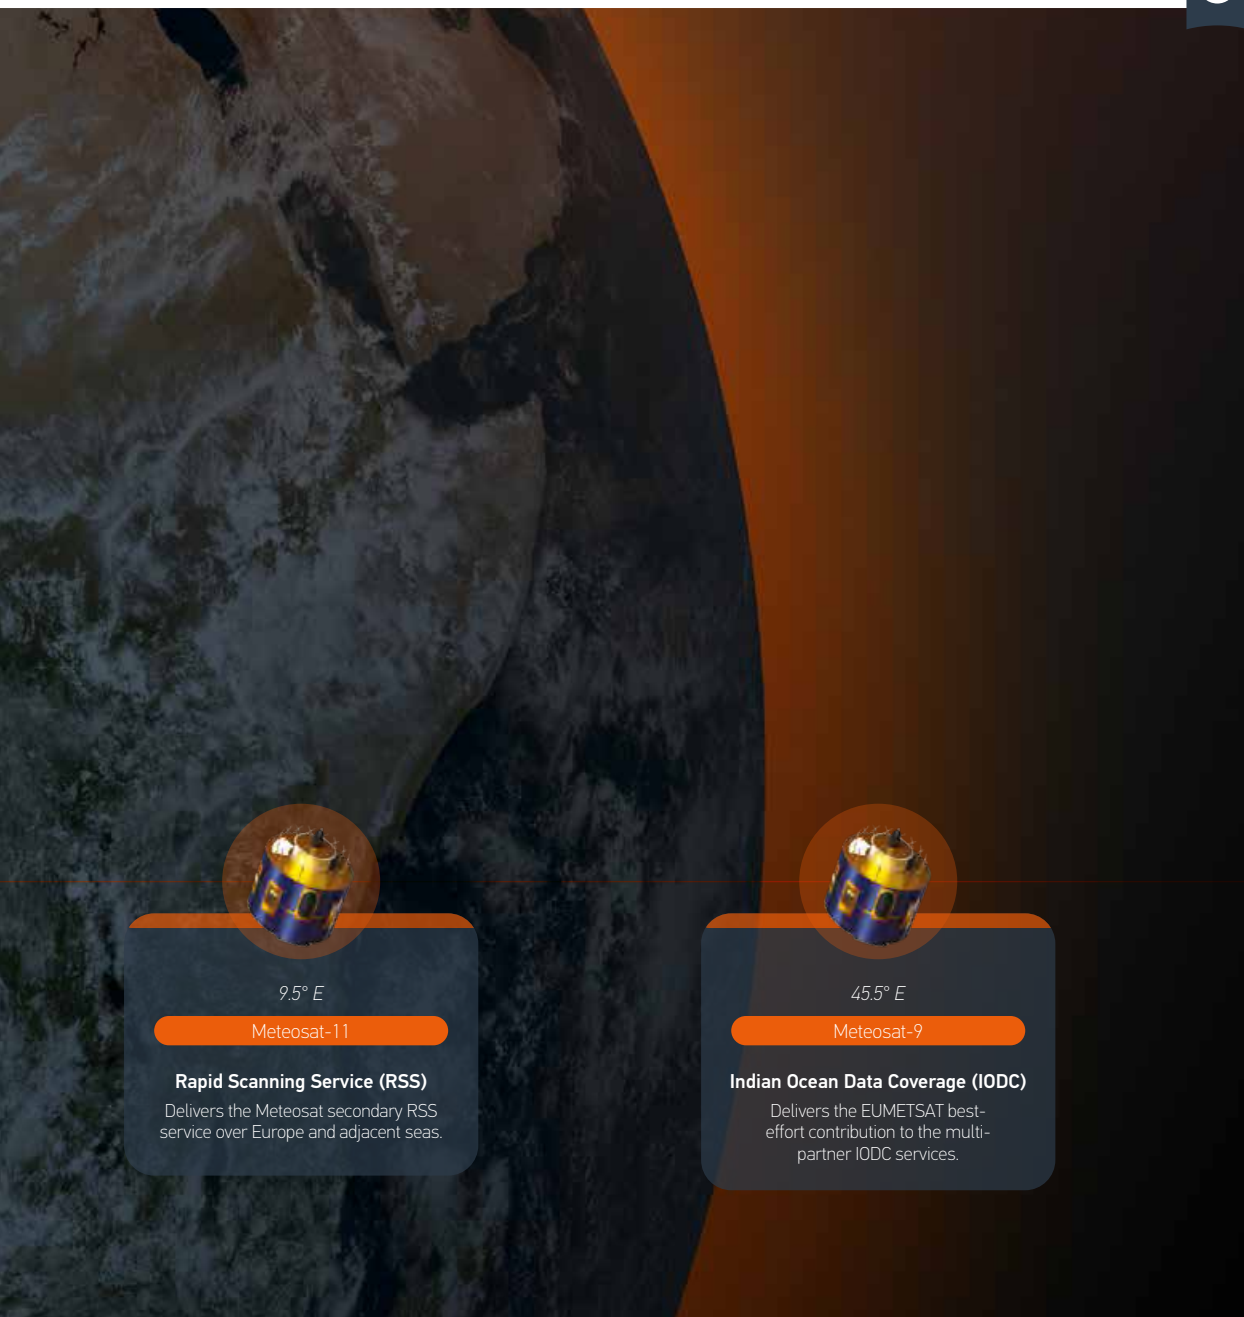 9.5° E
Meteosat-11
Rapid Scanning Service (RSS)
Delivers the Meteosat secondary RSS
service over Europe and adjacent seas.
45.5° E
Meteosat-9
Indian Ocean Data Coverage (IODC)
Delivers the EUMETSAT best-
effort contribution to the multi-
partner IODC services.